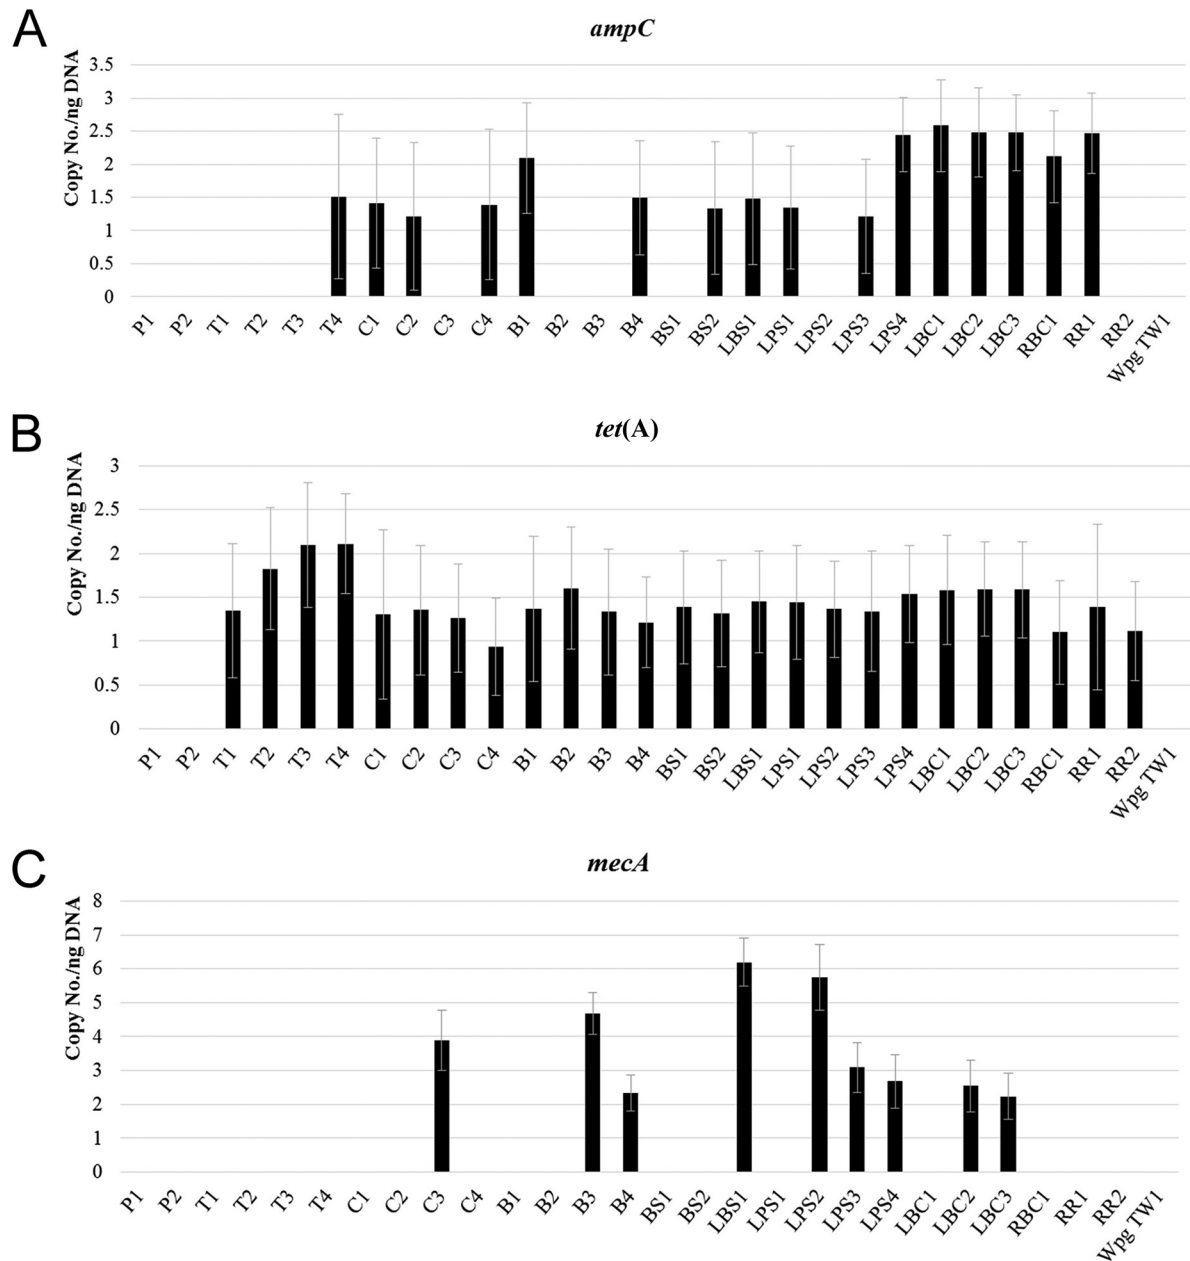 A
ampC
Copy No./ng DNA
3.5
3
2.5
2
1.5
1
0.5
0
P1 P2 T1 T2 T3 T4 C1 C2 C3 C4 B1 B2 B3 B4 BS1 BS2 LBS1 LPS1 LPS2 LPS3 LPS4 LBC1 LBC2 LBC3 RBC1 RR1 RR2 Wpg TW1
B
tet(A)
Copy No./ng DNA
3
2.5
2
1.5
1
0.5
0
P1 P2 T1 T2 T3 T4 C1 C2 C3 C4 B1 B2 B3 B4 BS1 BS2 LBS1 LPS1 LPS2 LPS3 LPS4 LBC1 LBC2 LBC3 RBC1 RR1 RR2 Wpg TW1
C
mecA
Copy No./ng DNA
8
7
6
5
4
3
2
1
0
P1 P2 T1 T2 T3 T4 C1 C2 C3 C4 B1 B2 B3 B4 BS1 BS2 LBS1 LPS1 LPS2 LPS3 LPS4 LBC1 LBC2 LBC3 RBC1 RR1 RR2 Wpg TW1